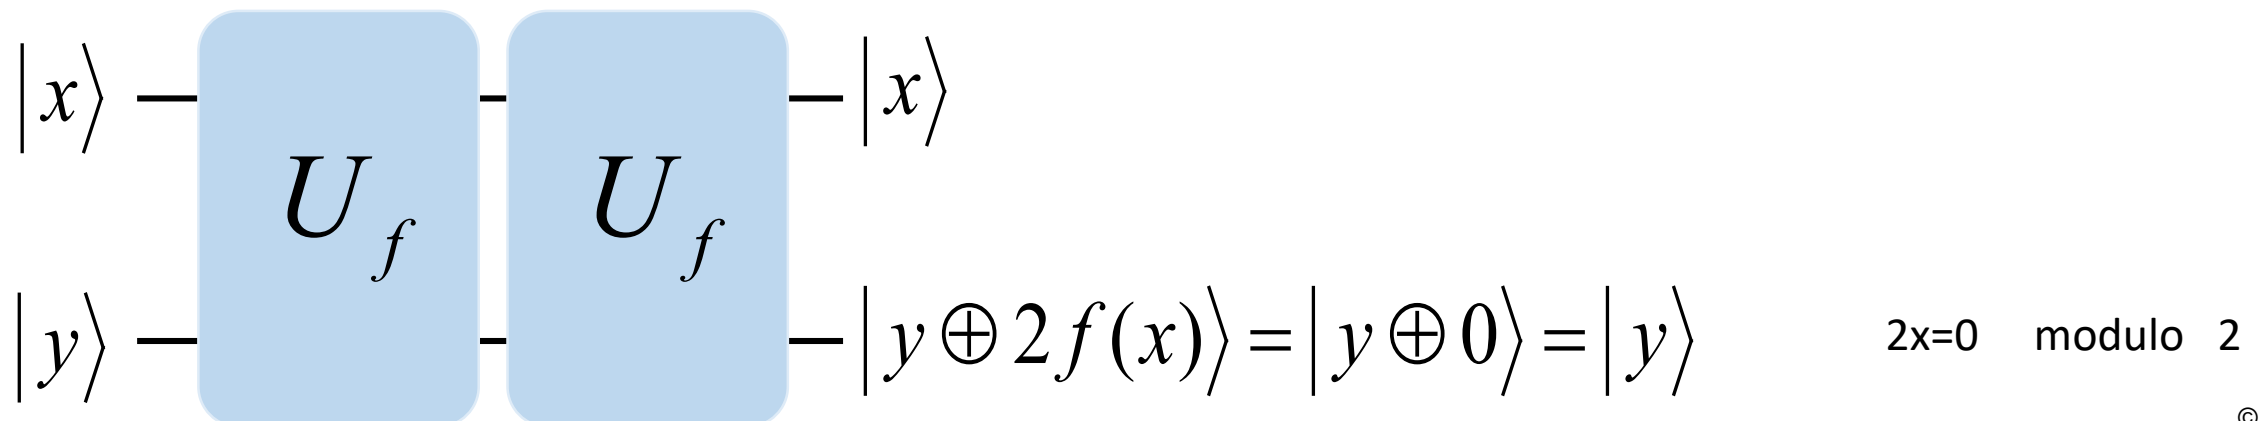 |x⟩ |x⟩
U_f U_f
|y⟩ |y ⊕ 2f(x)⟩ = |y ⊕ 0⟩ = |y⟩ 2x=0 modulo 2
©